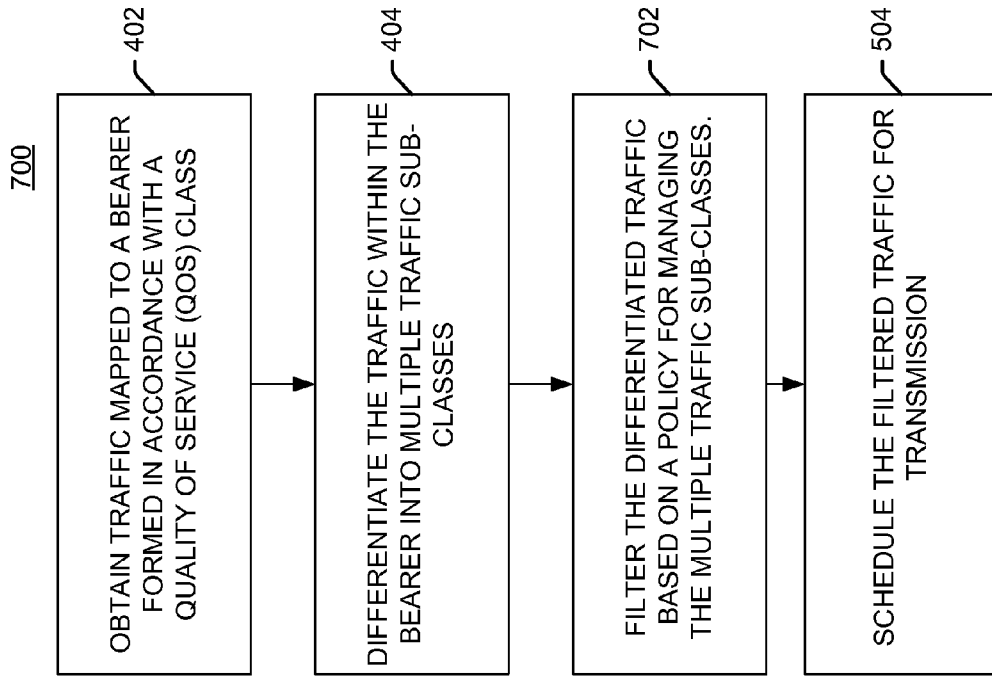 700
OBTAIN TRAFFIC MAPPED TO A BEARER
FORMED IN ACCORDANCE WITH A
QUALITY OF SERVICE (QOS) CLASS
402
DIFFERENTIATE THE TRAFFIC WITHIN THE
BEARER INTO MULTIPLE TRAFFIC SUB-
CLASSES
404
FILTER THE DIFFERENTIATED TRAFFIC
BASED ON A POLICY FOR MANAGING
THE MULTIPLE TRAFFIC SUB-CLASSES.
702
SCHEDULE THE FILTERED TRAFFIC FOR
TRANSMISSION
504